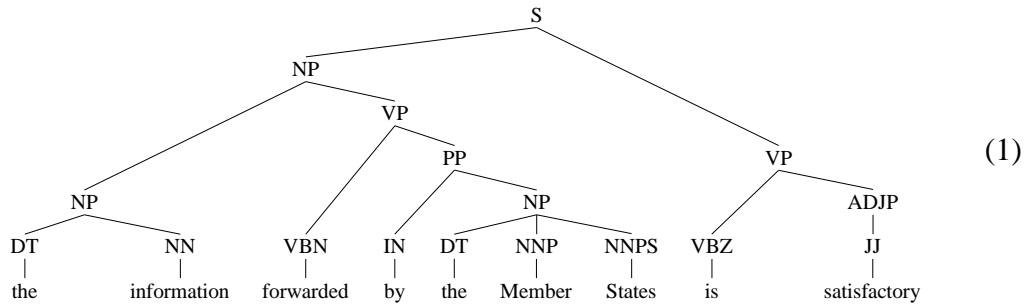 S
NP
VP
PP VP (1)
NP NP ADJP
DT NN VBN IN DT NNP NNPS VBZ JJ
the information forwarded by the Member States is satisfactory